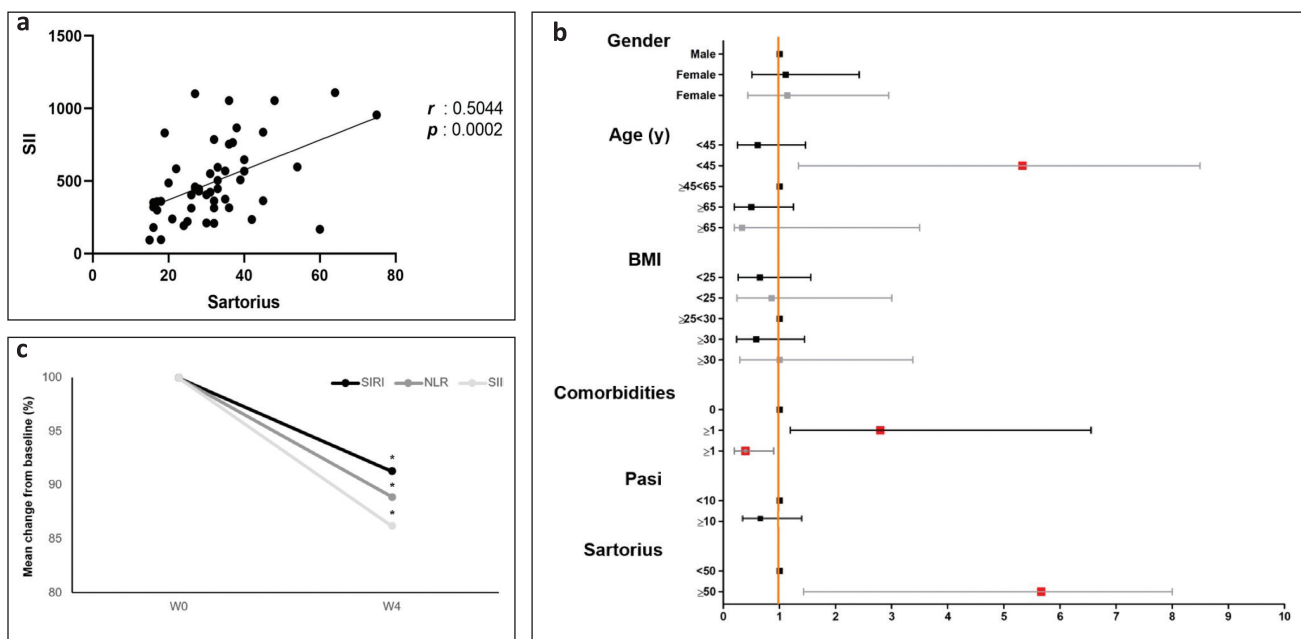 a
1500
1000
500
0
SII
0 20 40 60 80
Sartorius
r : 0.5044
p : 0.0002
b
Gender
Male
Female
Female
Age (y)
<45
<45
≥45<65
≥65
≥65
BMI
<25
<25
≥25<30
≥30
≥30
Comorbidities
0
≥1
≥1
Pasi
<10
≥10
Sartorius
<50
≥50
0 1 2 3 4 5 6 7 8 9 10
c
SIRI NLR SII
100
95
90
85
80
Mean change from baseline (%)
*
*
*
W0 W4